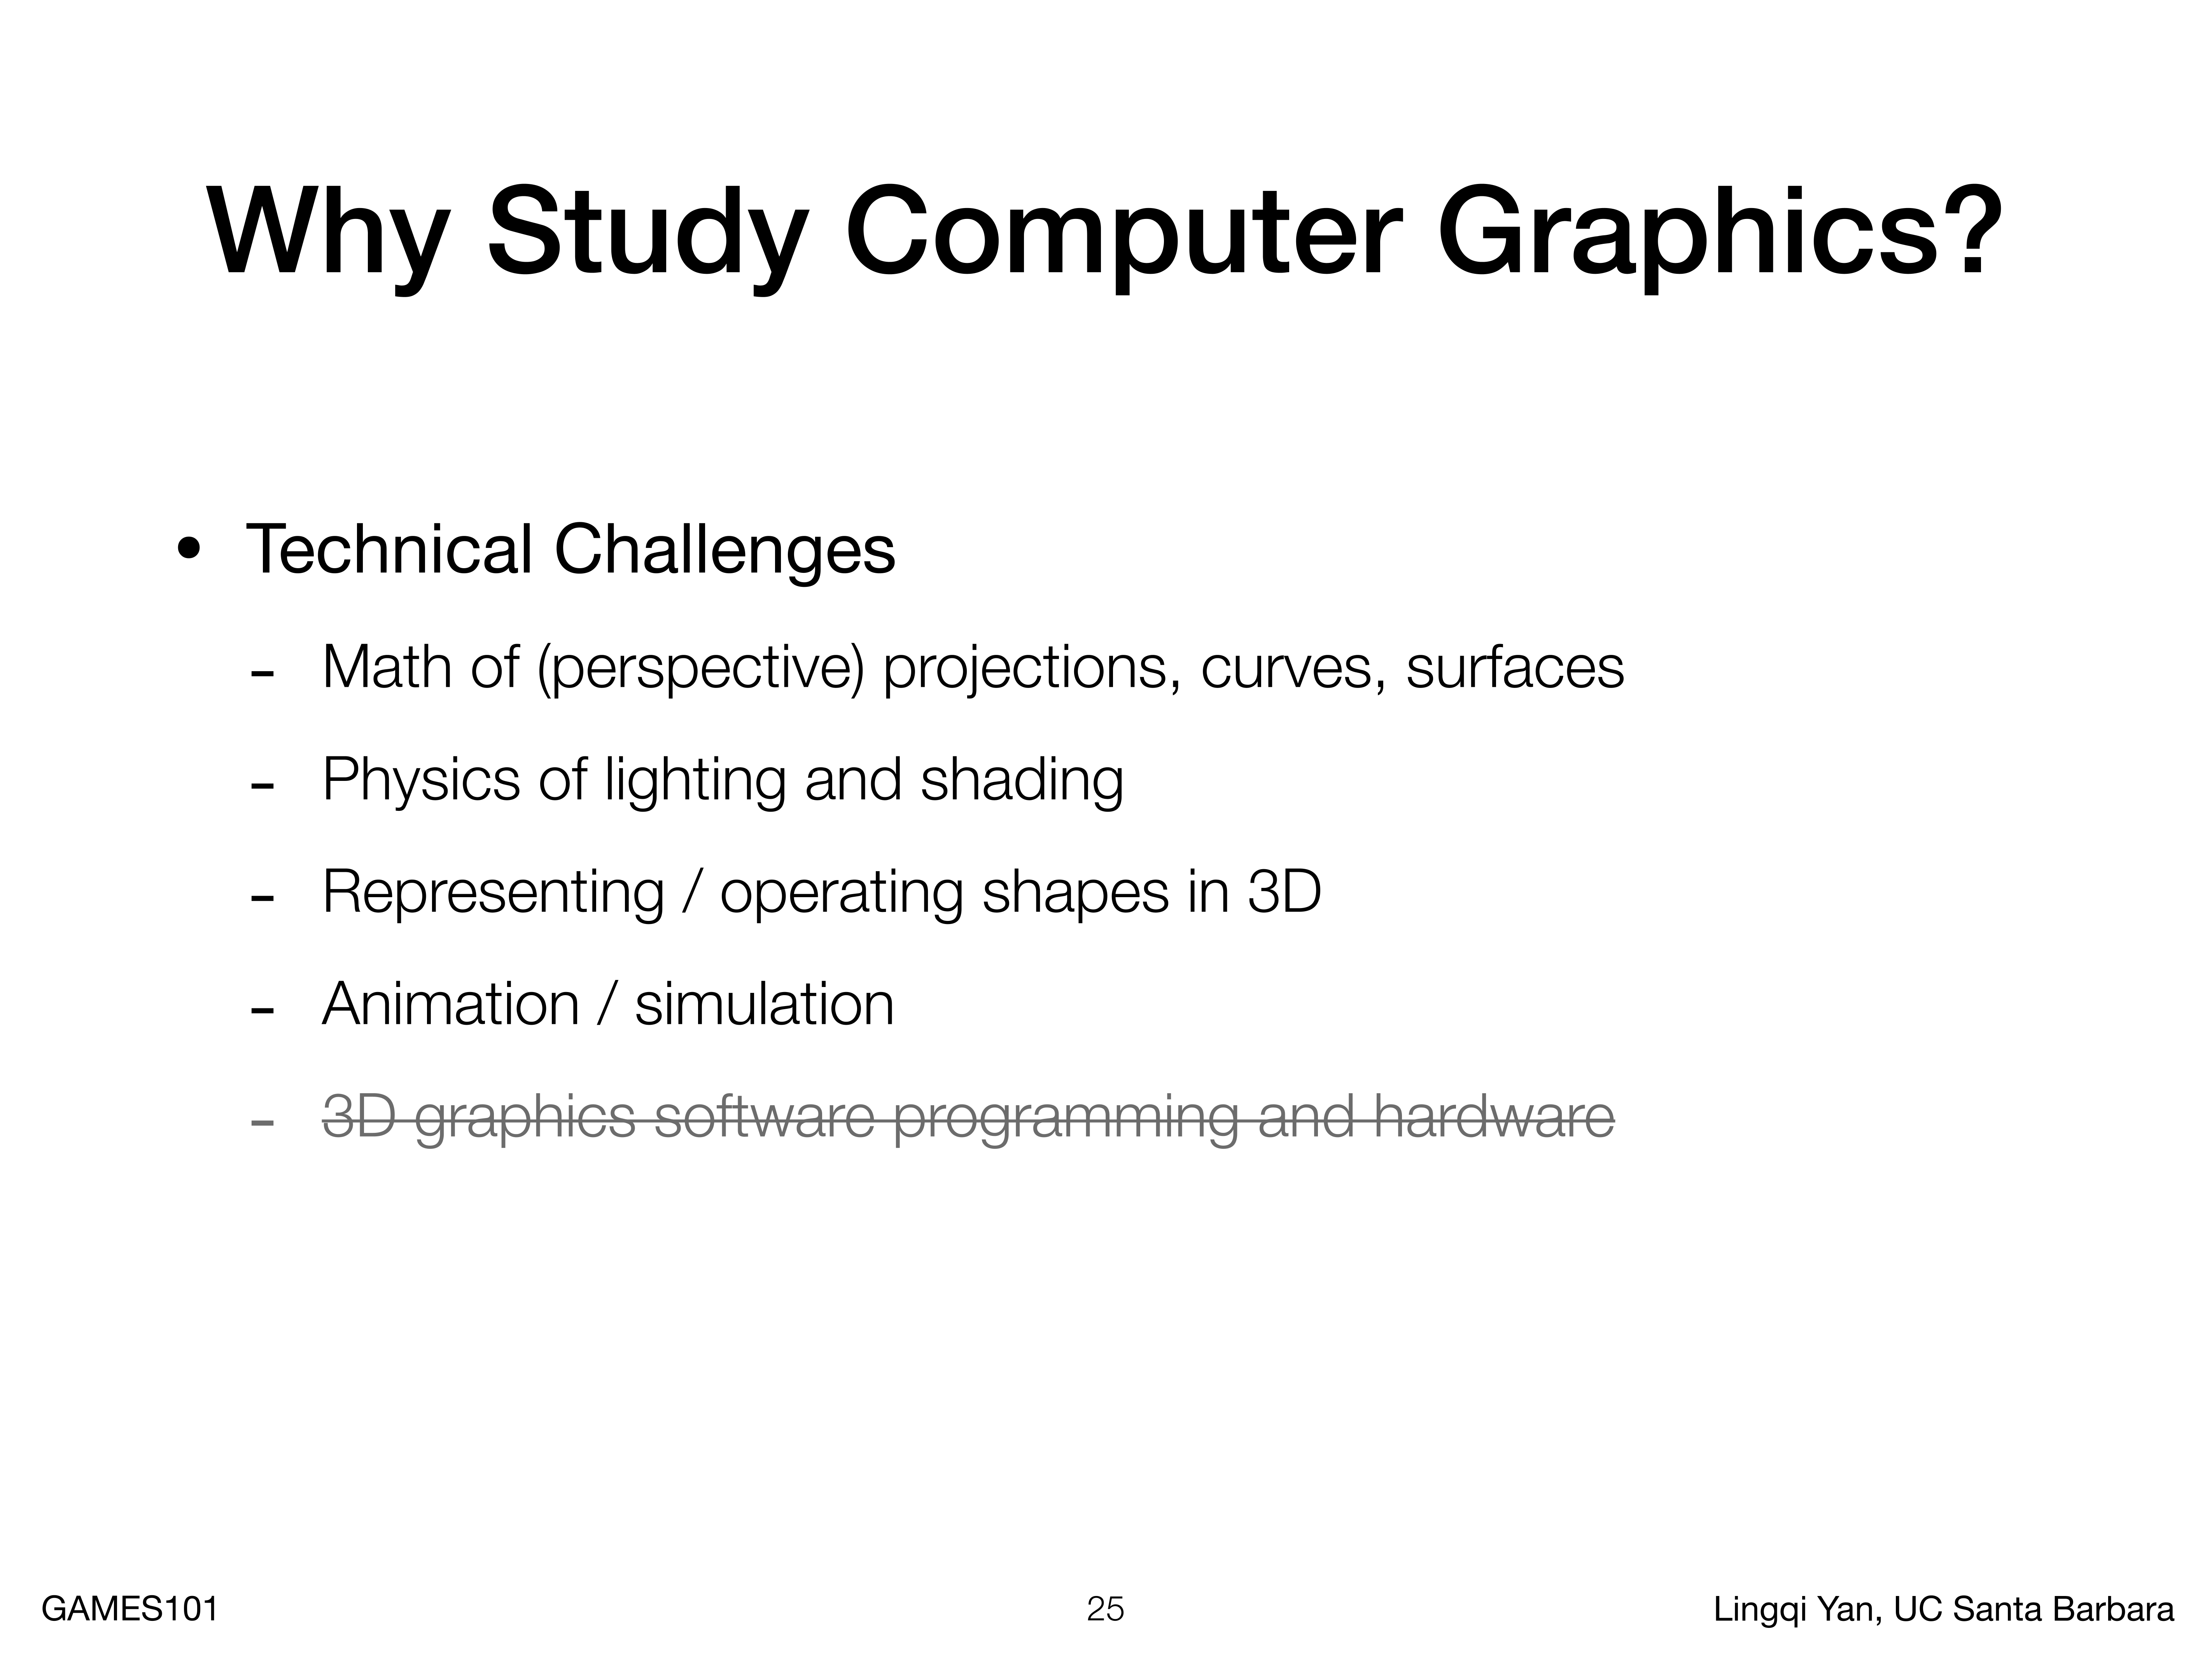 Why Study Computer Graphics?
• Technical Challenges
- Math of (perspective) projections, curves, surfaces
- Physics of lighting and shading
- Representing / operating shapes in 3D
- Animation / simulation
- 3D graphics software programming and hardware
GAMES101
25
Lingqi Yan, UC Santa Barbara